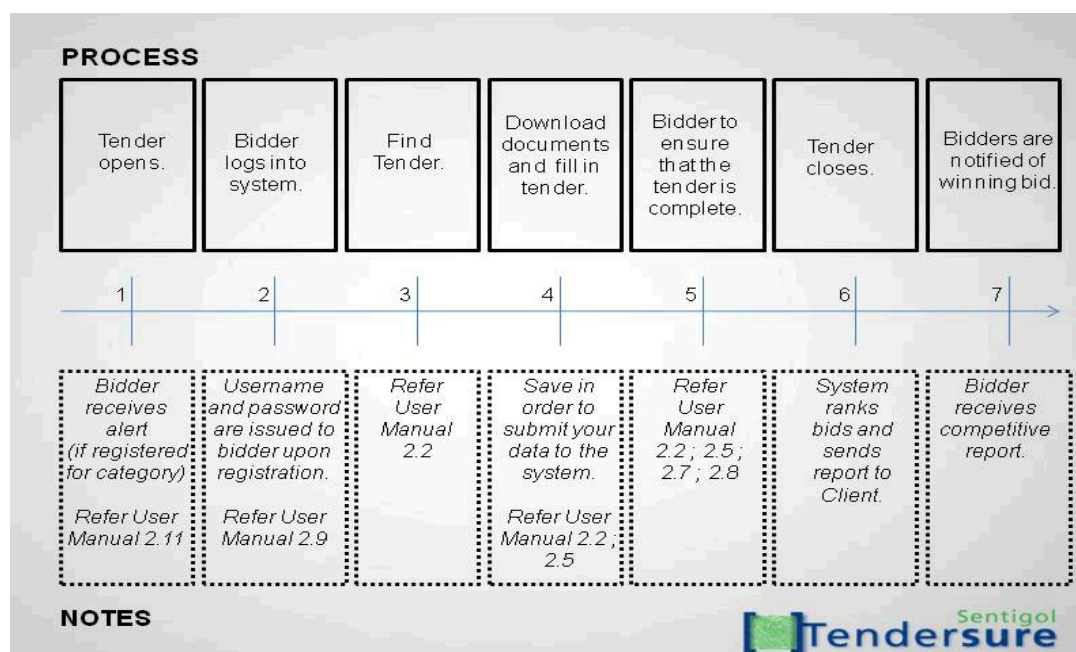 PROCESS
Tender
opens.
Bidder
logs into
system.
Find
Tender.
Download
documents
and fill in
tender.
Bidder to
ensure
that the
tender is
complete.
Tender
closes.
Bidders are
notified of
winning bid.
1
2
3
4
5
6
7
Bidder
receives
alert
(if registered
for category)
Refer User
Manual 2.11
Username
and password
are issued to
bidder upon
registration.
Refer User
Manual 2.9
Refer
User
Manual
2.2
Save in
order to
submit your
data to the
system.
Refer User
Manual 2.2 ;
2.5
Refer
User
Manual
2.2 ; 2.5 ;
2.7 ; 2.8
System
ranks
bids and
sends
report to
Client.
Bidder
receives
competitive
report.
NOTES
Sentigol
Tendersure